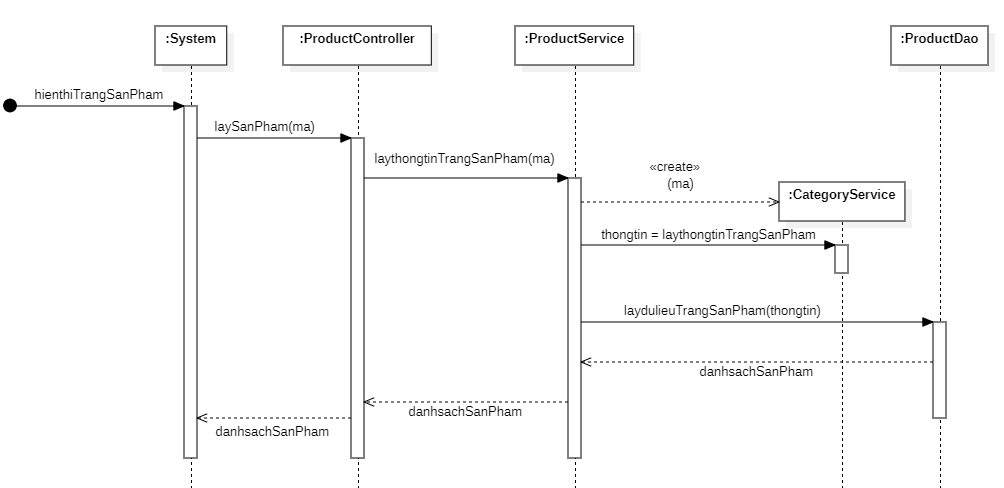 :System
:ProductController
:ProductService
:ProductDao
hienthiTrangSanPham
laySanPham(ma)
laythongtinTrangSanPham(ma)
«create»
(ma)
:CategoryService
thongtin = laythongtinTrangSanPham
laydulieuTrangSanPham(thongtin)
danhsachSanPham
danhsachSanPham
danhsachSanPham